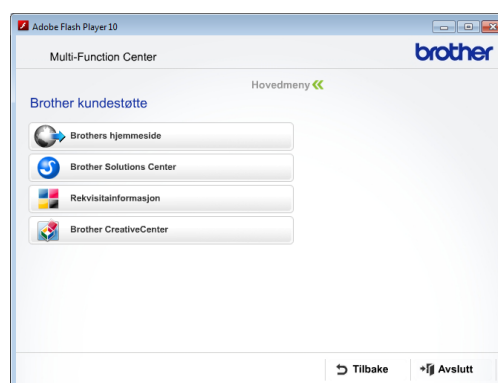 Adobe Flash Player 10
Multi-Function Center
brother
Hovedmeny
Brother kundestøtte
Brothers hjemmeside
Brother Solutions Center
Rekvisitainformasjon
Brother CreativeCenter
Tilbake
Avslutt